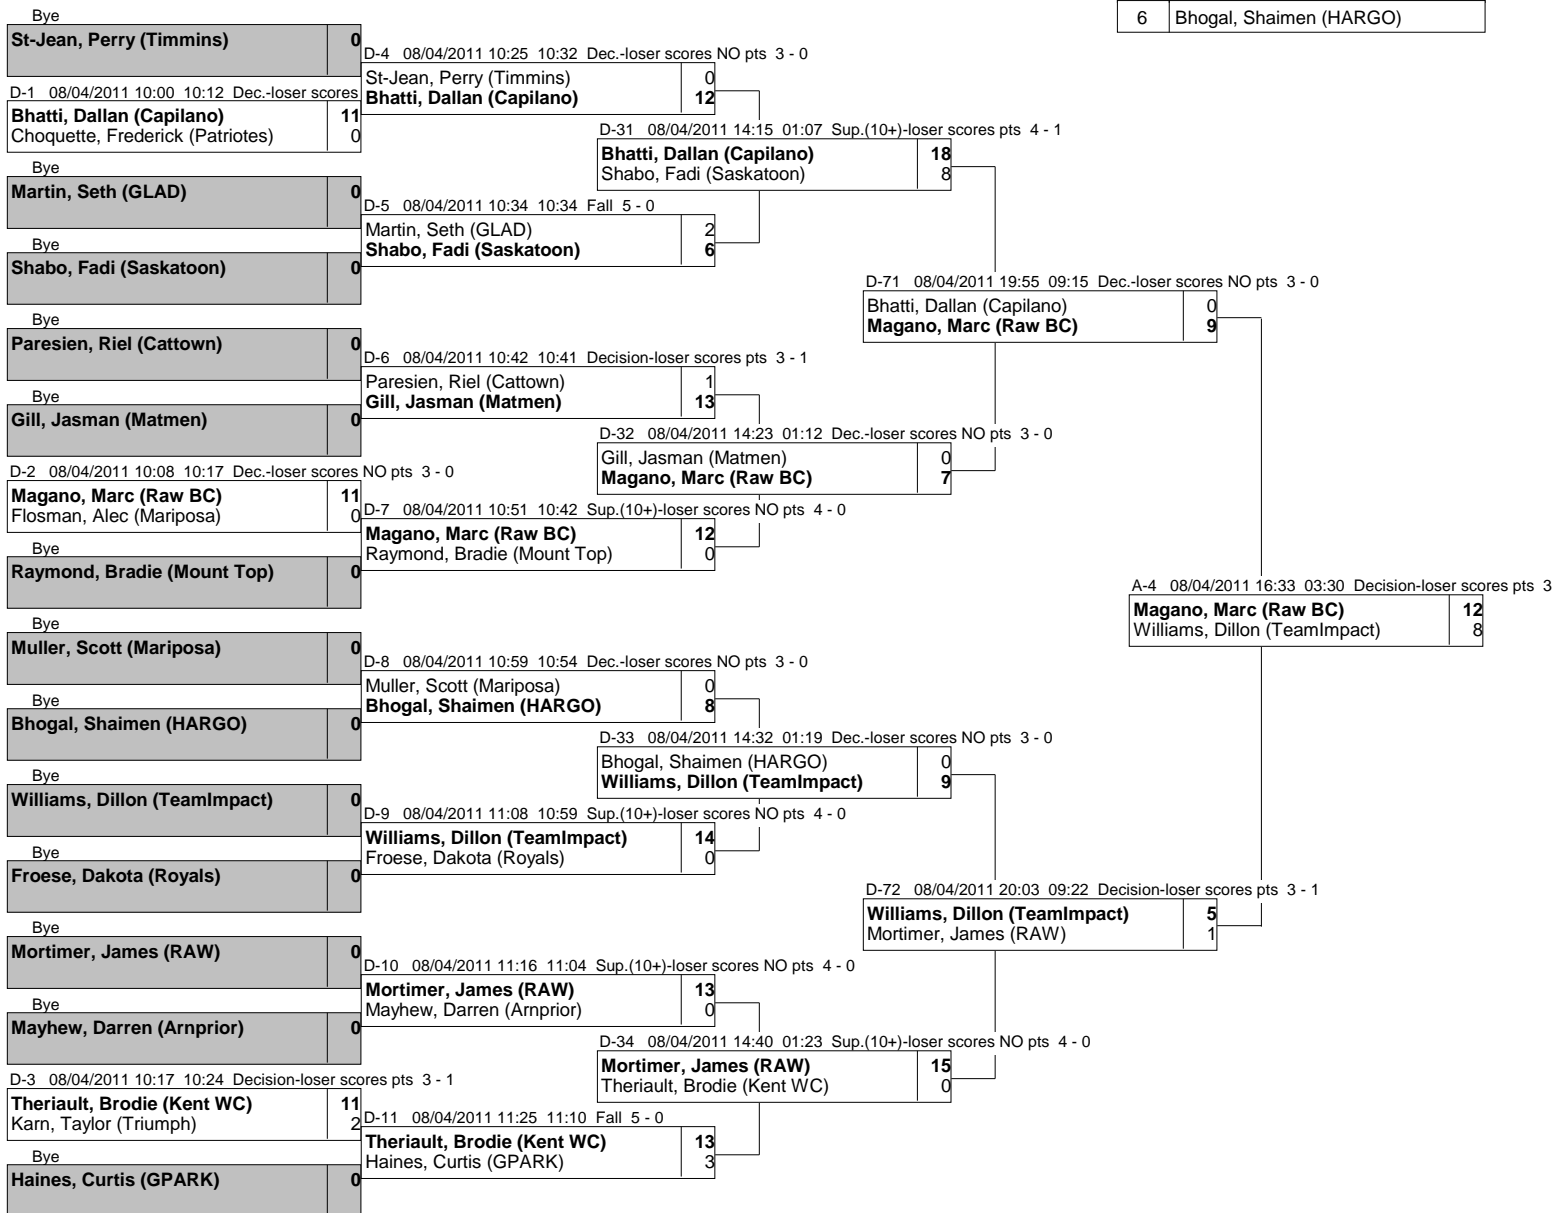 6 Bhogal, Shaimen (HARGO)
Bye
St-Jean, Perry (Timmins) 0
D-1 08/04/2011 10:00 10:12 Dec.-loser scores
Bhatti, Dallan (Capilano) 11
Choquette, Frederick (Patriotes) 0
Bye
Martin, Seth (GLAD) 0
Bye
Shabo, Fadi (Saskatoon) 0
Bye
Paresien, Riel (Cattown) 0
Bye
Gill, Jasman (Matmen) 0
D-2 08/04/2011 10:08 10:17 Dec.-loser scores NO pts 3 - 0
Magano, Marc (Raw BC) 11
Flosman, Alec (Mariposa) 0
Bye
Raymond, Bradie (Mount Top) 0
Bye
Muller, Scott (Mariposa) 0
Bye
Bhogal, Shaimen (HARGO) 0
Bye
Williams, Dillon (TeamImpact) 0
Bye
Froese, Dakota (Royals) 0
Bye
Mortimer, James (RAW) 0
Bye
Mayhew, Darren (Arnprior) 0
D-3 08/04/2011 10:17 10:24 Decision-loser scores pts 3 - 1
Theriault, Brodie (Kent WC) 11
Karn, Taylor (Triumph) 2
Bye
Haines, Curtis (GPARK) 0
D-4 08/04/2011 10:25 10:32 Dec.-loser scores NO pts 3 - 0
St-Jean, Perry (Timmins) 0
Bhatti, Dallan (Capilano) 12
D-5 08/04/2011 10:34 10:34 Fall 5 - 0
Martin, Seth (GLAD) 2
Shabo, Fadi (Saskatoon) 6
D-6 08/04/2011 10:42 10:41 Decision-loser scores pts 3 - 1
Paresien, Riel (Cattown) 1
Gill, Jasman (Matmen) 13
D-7 08/04/2011 10:51 10:42 Sup.(10+)-loser scores NO pts 4 - 0
Magano, Marc (Raw BC) 12
Raymond, Bradie (Mount Top) 0
D-8 08/04/2011 10:59 10:54 Dec.-loser scores NO pts 3 - 0
Muller, Scott (Mariposa) 0
Bhogal, Shaimen (HARGO) 8
D-9 08/04/2011 11:08 10:59 Sup.(10+)-loser scores NO pts 4 - 0
Williams, Dillon (TeamImpact) 14
Froese, Dakota (Royals) 0
D-10 08/04/2011 11:16 11:04 Sup.(10+)-loser scores NO pts 4 - 0
Mortimer, James (RAW) 13
Mayhew, Darren (Arnprior) 0
D-11 08/04/2011 11:25 11:10 Fall 5 - 0
Theriault, Brodie (Kent WC) 13
Haines, Curtis (GPARK) 3
D-31 08/04/2011 14:15 01:07 Sup.(10+)-loser scores pts 4 - 1
Bhatti, Dallan (Capilano) 18
Shabo, Fadi (Saskatoon) 8
D-32 08/04/2011 14:23 01:12 Dec.-loser scores NO pts 3 - 0
Gill, Jasman (Matmen) 0
Magano, Marc (Raw BC) 7
D-33 08/04/2011 14:32 01:19 Dec.-loser scores NO pts 3 - 0
Bhogal, Shaimen (HARGO) 0
Williams, Dillon (TeamImpact) 9
D-34 08/04/2011 14:40 01:23 Sup.(10+)-loser scores NO pts 4 - 0
Mortimer, James (RAW) 15
Theriault, Brodie (Kent WC) 0
D-71 08/04/2011 19:55 09:15 Dec.-loser scores NO pts 3 - 0
Bhatti, Dallan (Capilano) 0
Magano, Marc (Raw BC) 9
D-72 08/04/2011 20:03 09:22 Decision-loser scores pts 3 - 1
Williams, Dillon (TeamImpact) 5
Mortimer, James (RAW) 1
A-4 08/04/2011 16:33 03:30 Decision-loser scores pts 3
Magano, Marc (Raw BC) 12
Williams, Dillon (TeamImpact) 8